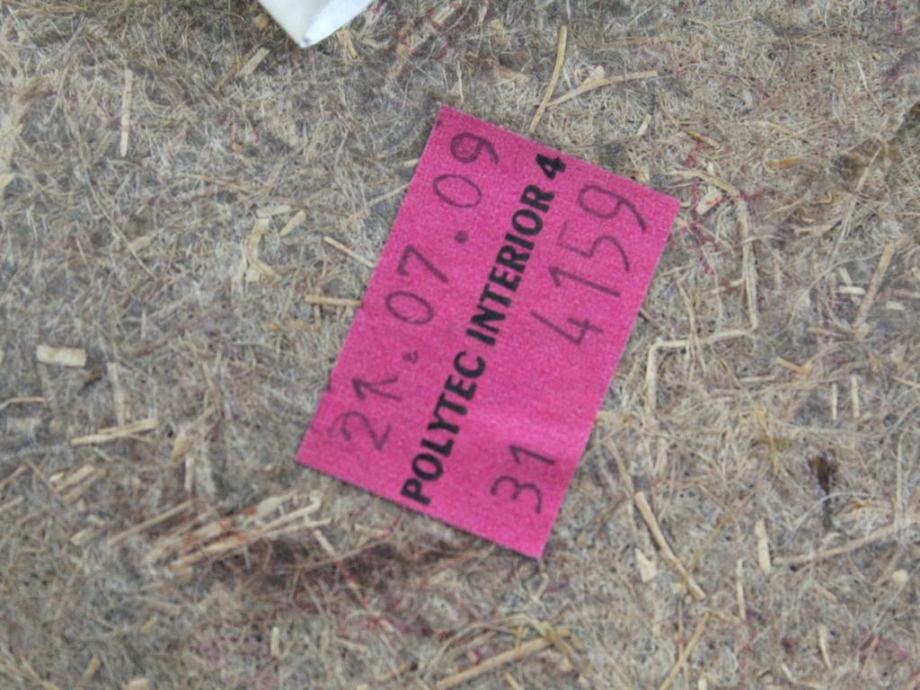 21.07.09
POLYTEC INTERIOR 4
31 4159